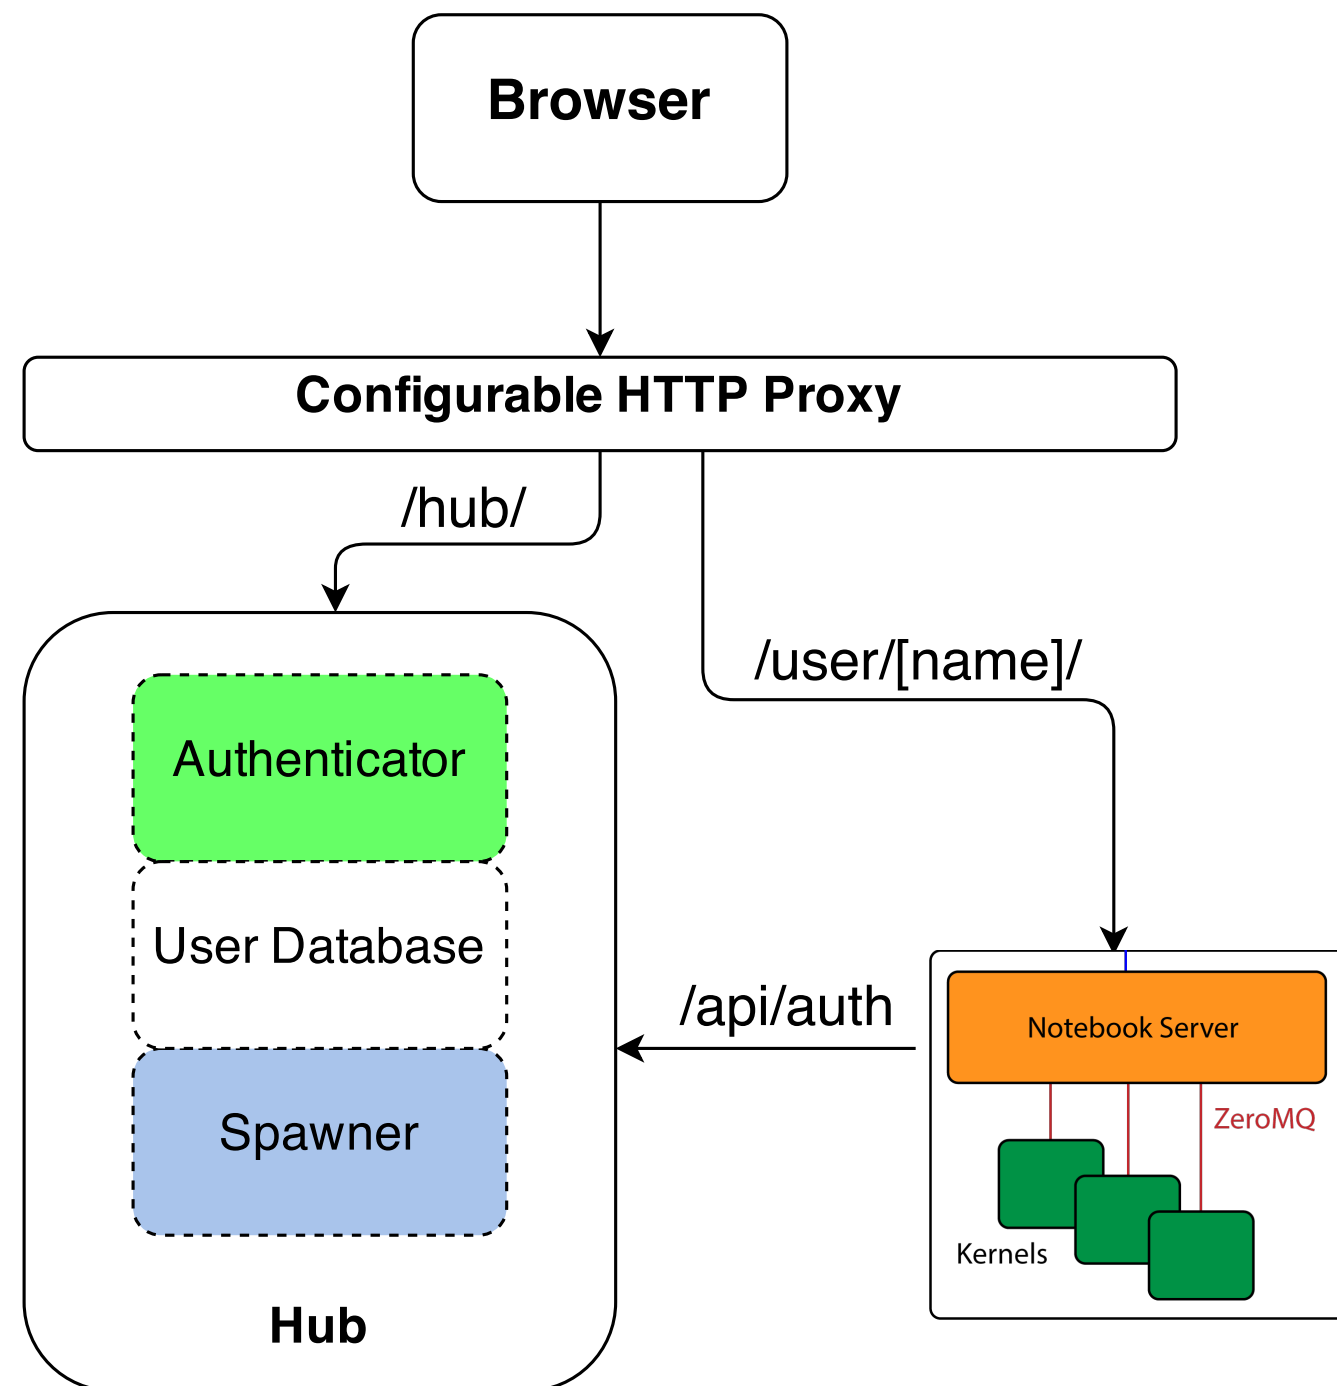 Browser
Configurable HTTP Proxy
/hub/
/user/[name]/
Authenticator
User Database
Spawner
Hub
/api/auth
Notebook Server
ZeroMQ
Kernels